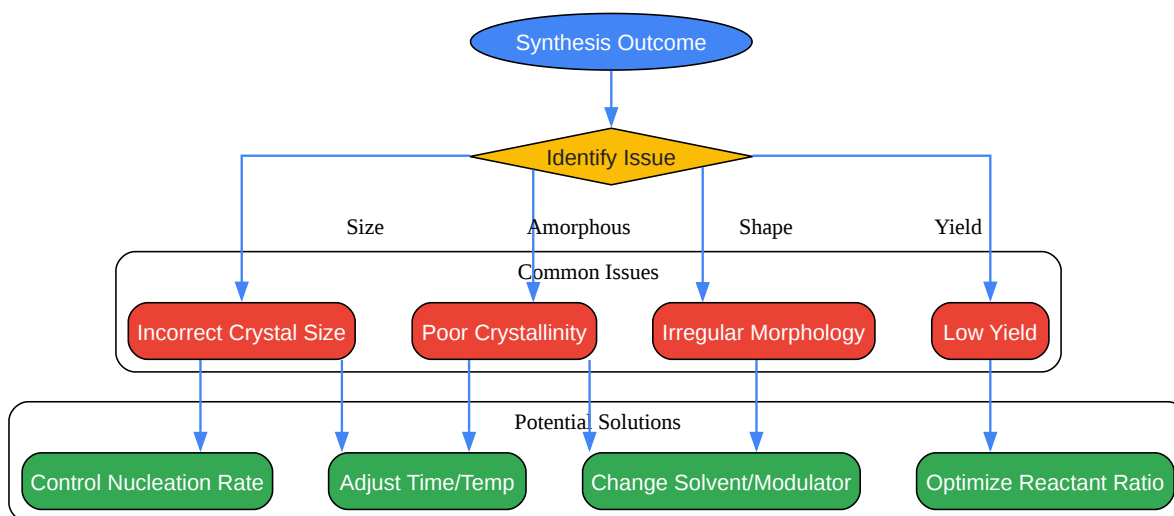 Synthesis Outcome
Identify Issue
Size
Amorphous
Shape
Yield
Common Issues
Incorrect Crystal Size
Poor Crystallinity
Irregular Morphology
Low Yield
Potential Solutions
Control Nucleation Rate
Adjust Time/Temp
Change Solvent/Modulator
Optimize Reactant Ratio